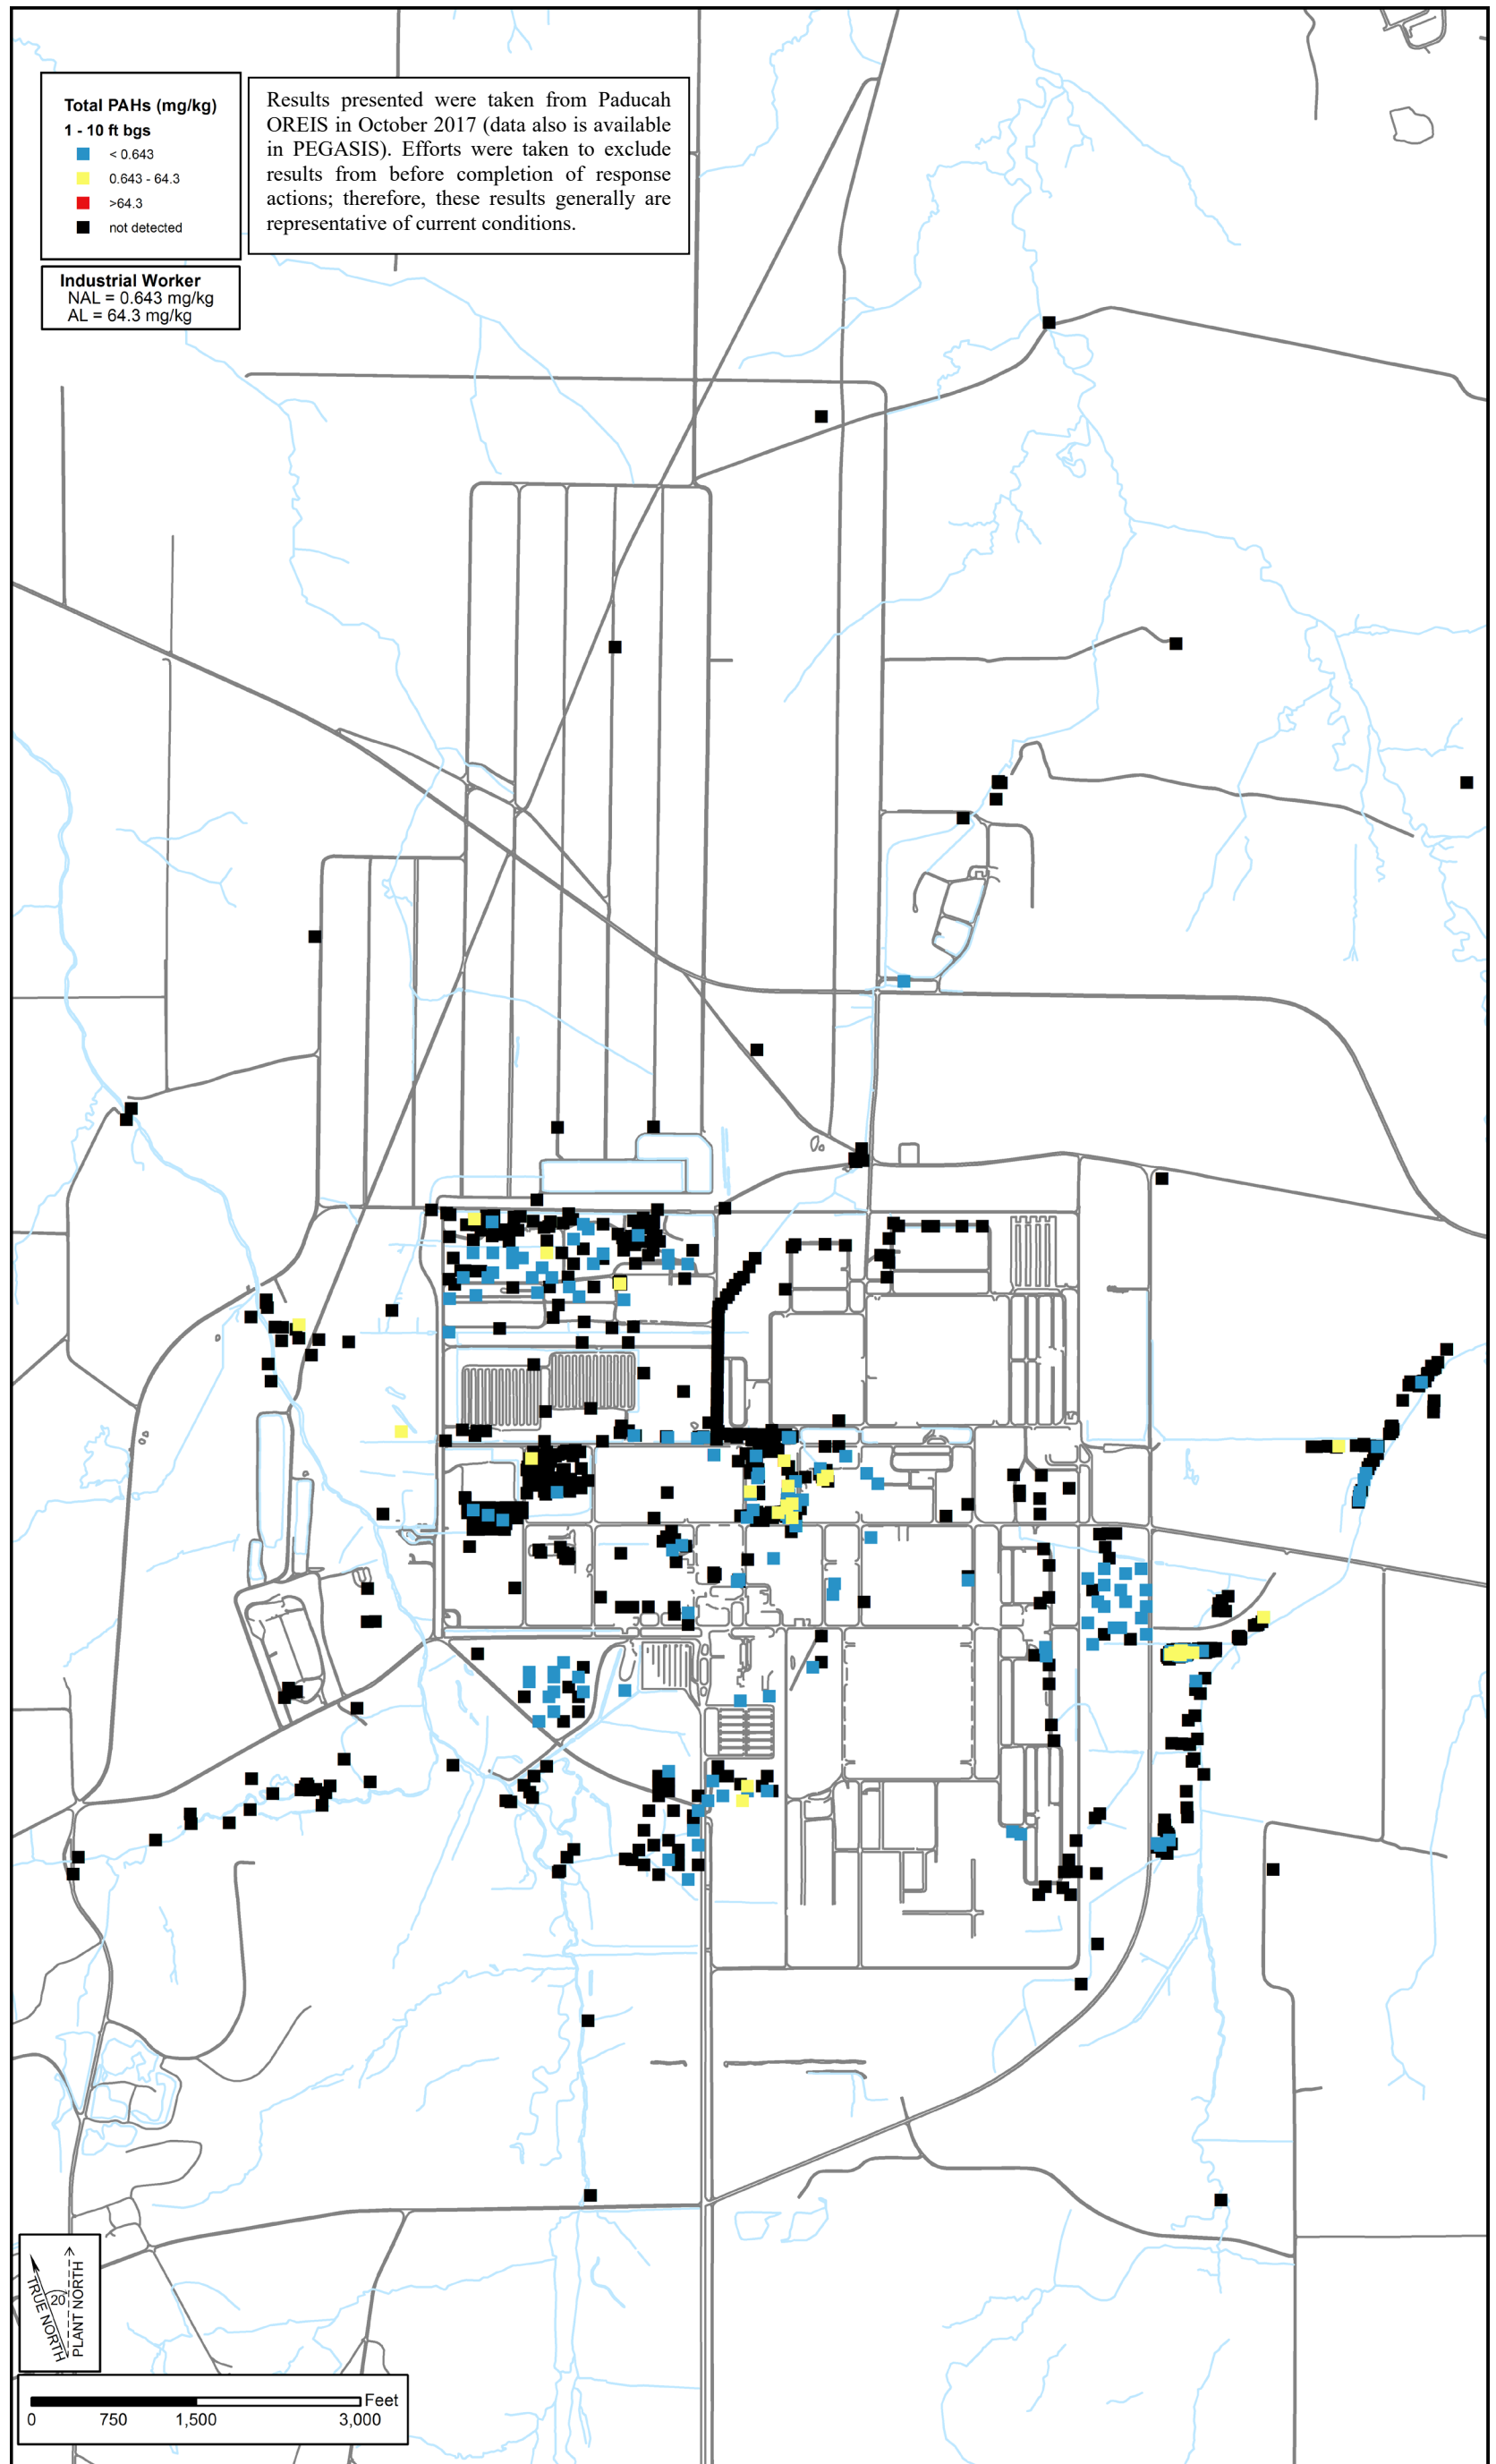 Total PAHs (mg/kg)
1 - 10 ft bgs
< 0.643
0.643 - 64.3
>64.3
not detected
Results presented were taken from Paducah
OREIS in October 2017 (data also is available
in PEGASIS). Efforts were taken to exclude
results from before completion of response
actions; therefore, these results generally are
representative of current conditions.
Industrial Worker
NAL = 0.643 mg/kg
AL = 64.3 mg/kg
TRUE NORTH
20
PLANT NORTH
Feet
0 750 1,500 3,000